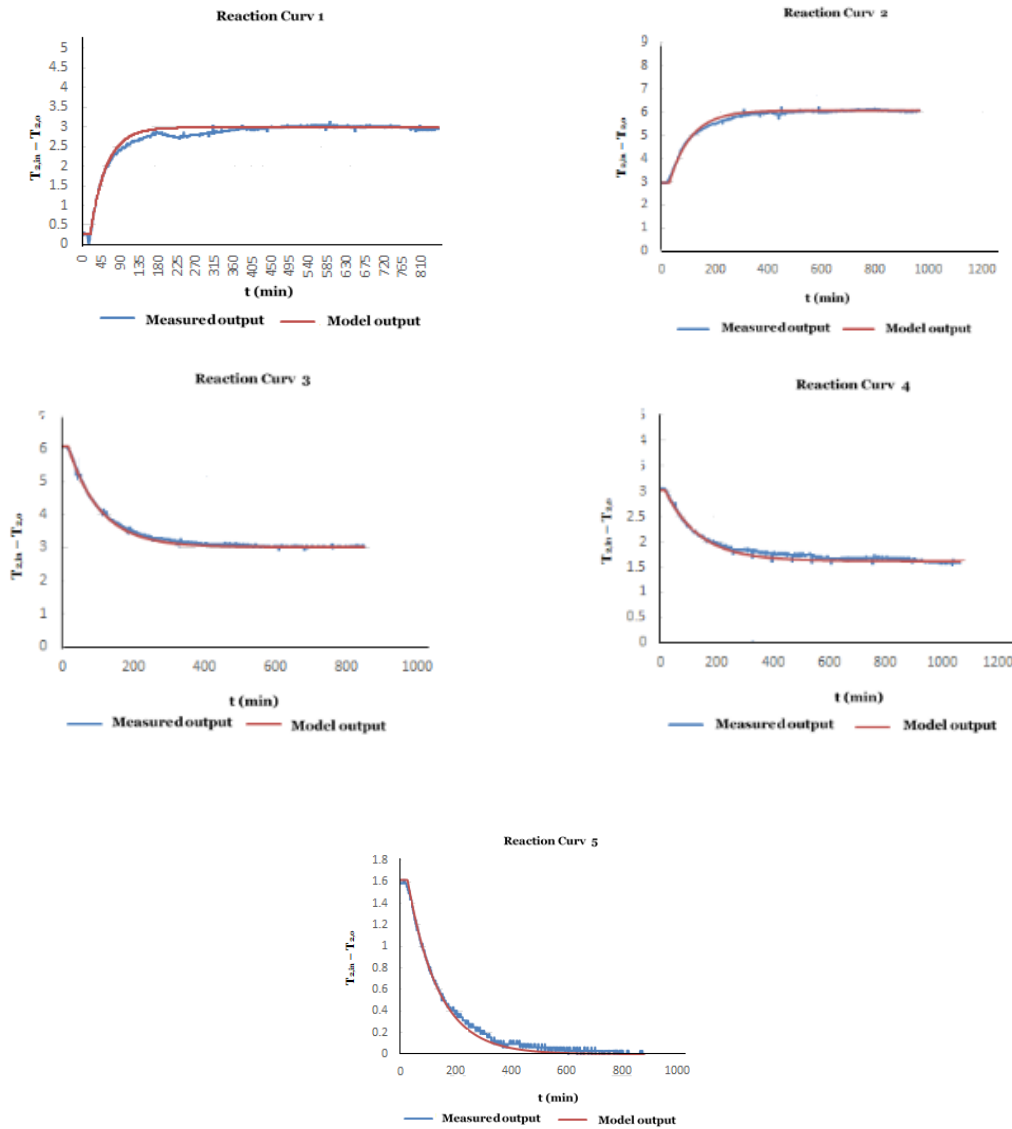 Reaction Curv 1
5
4.5
4
3.5
3
2.5
2
1.5
1
0.5
0
T2,in – T2,0
0 45 90 135 180 225 270 315 360 405 450 495 540 585 630 675 720 765 810
t (min)
Measured output Model output
Reaction Curv 2
9
8
7
6
5
4
3
2
1
0
T2,in – T2,0
0 200 400 600 800 1000 1200
t (min)
Measured output Model output
Reaction Curv 3
6
5
4
3
2
1
0
T2,in – T2,0
0 200 400 600 800 1000
t (min)
Measured output Model output
Reaction Curv 4
4
3
2.5
2
1.5
1
0.5
0
T2,in – T2,0
0 200 400 600 800 1000 1200
t (min)
Measured output Model output
Reaction Curv 5
1.8
1.6
1.4
1.2
1
0.8
0.6
0.4
0.2
0
T2,in – T2,0
0 200 400 600 800 1000
t (min)
Measured output Model output